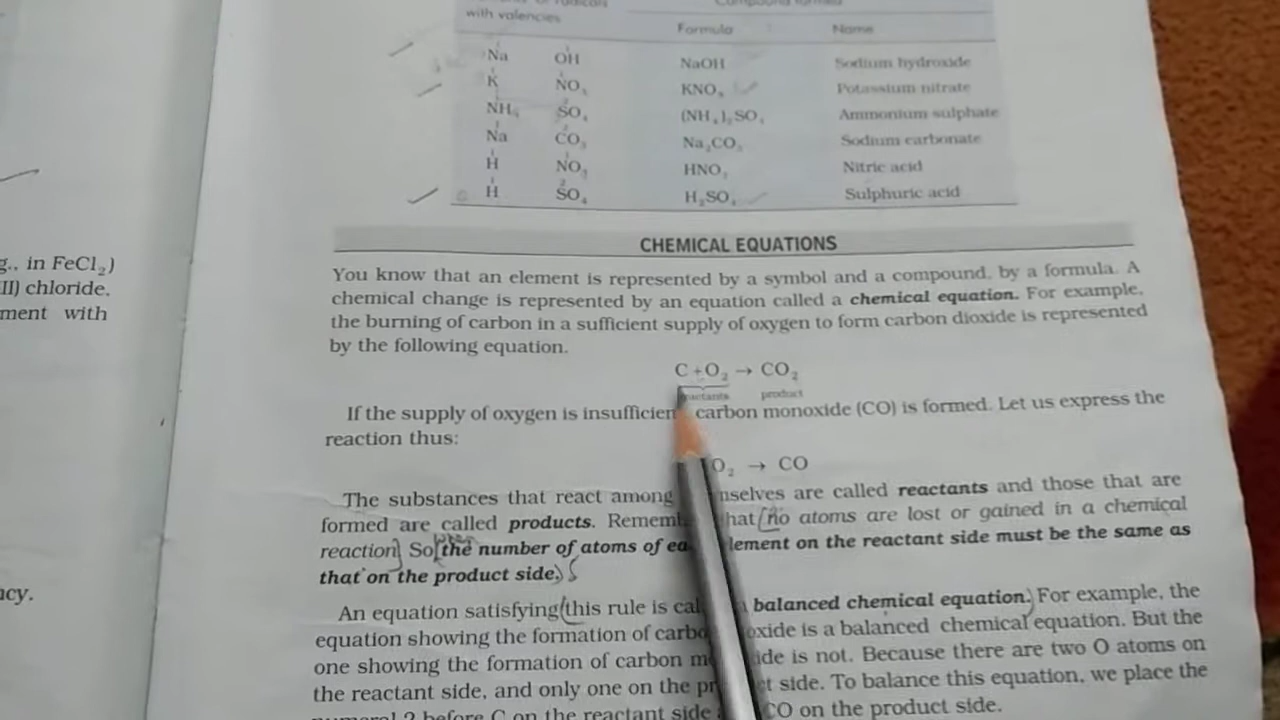 with valencies
Formula Name
Na OH NaOH Sodium hydroxide
K NO₃ KNO₃ Potassium nitrate
NH₄ SO₄ (NH₄)₂SO₄ Ammonium sulphate
Na CO₃ Na₂CO₃ Sodium carbonate
H NO₃ HNO₃ Nitric acid
H SO₄ H₂SO₄ Sulphuric acid
g., in FeCl₂)
II) chloride,
ment with
ncy.
CHEMICAL EQUATIONS
You know that an element is represented by a symbol and a compound, by a formula. A
chemical change is represented by an equation called a chemical equation. For example,
the burning of carbon in a sufficient supply of oxygen to form carbon dioxide is represented
by the following equation.
C + O₂ → CO₂
product
If the supply of oxygen is insufficien carbon monoxide (CO) is formed. Let us express the
reaction thus:
O₂ → CO
The substances that react among mselves are called reactants and those that are
formed are called products. Rememb hat no atoms are lost or gained in a chemical
reaction. So the number of atoms of ea lement on the reactant side must be the same as
that on the product side.
An equation satisfying this rule is cal balanced chemical equation. For example, the
equation showing the formation of carbo oxide is a balanced chemical equation. But the
one showing the formation of carbon m ide is not. Because there are two O atoms on
the reactant side, and only one on the pr ct side. To balance this equation, we place the
numeral 2 before C on the reactant side CO on the product side.